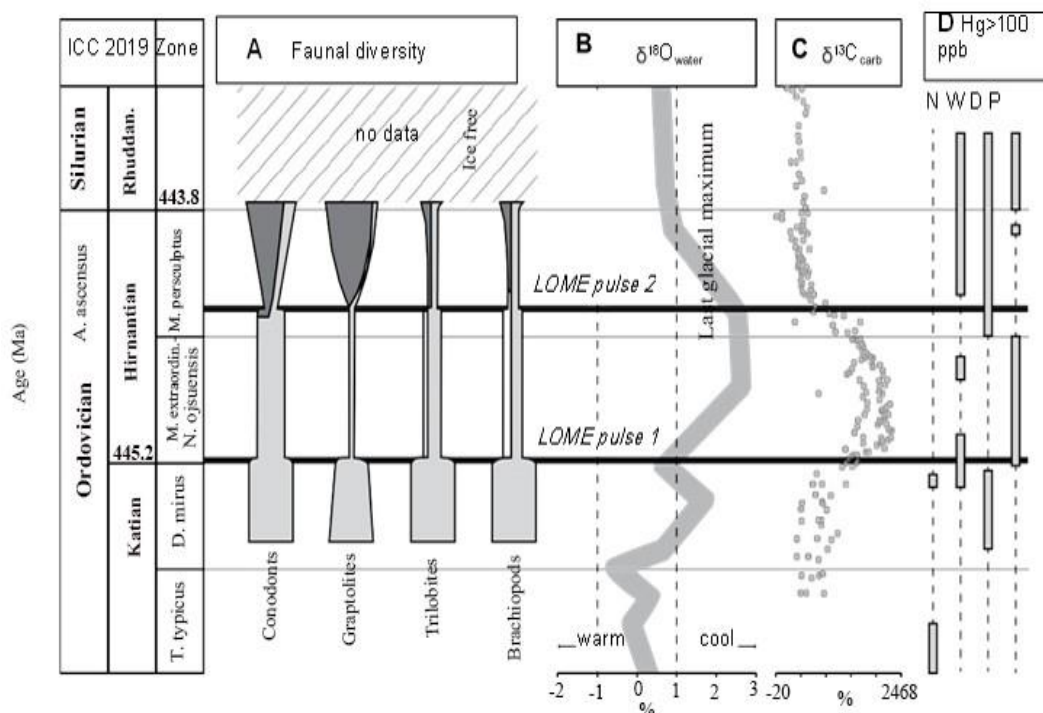 ICC 2019
Zone
A
Faunal diversity
B
δ¹⁸Owater
C
δ¹³Ccarb
D Hg>100
ppb
N W D P
Age (Ma)
Silurian
Rhuddan.
443.8
Ordovician
A. ascensus
Hirnantian
M. persculptus
M. extraordin.-
N. ojsuensis
445.2
Katian
D. mirus
T. typicus
no data
Ice free
Last glacial maximum
LOME pulse 2
LOME pulse 1
Conodonts
Graptolites
Trilobites
Brachiopods
warm
cool
-2 -1 0 1 2 3
%
-20 2468
%